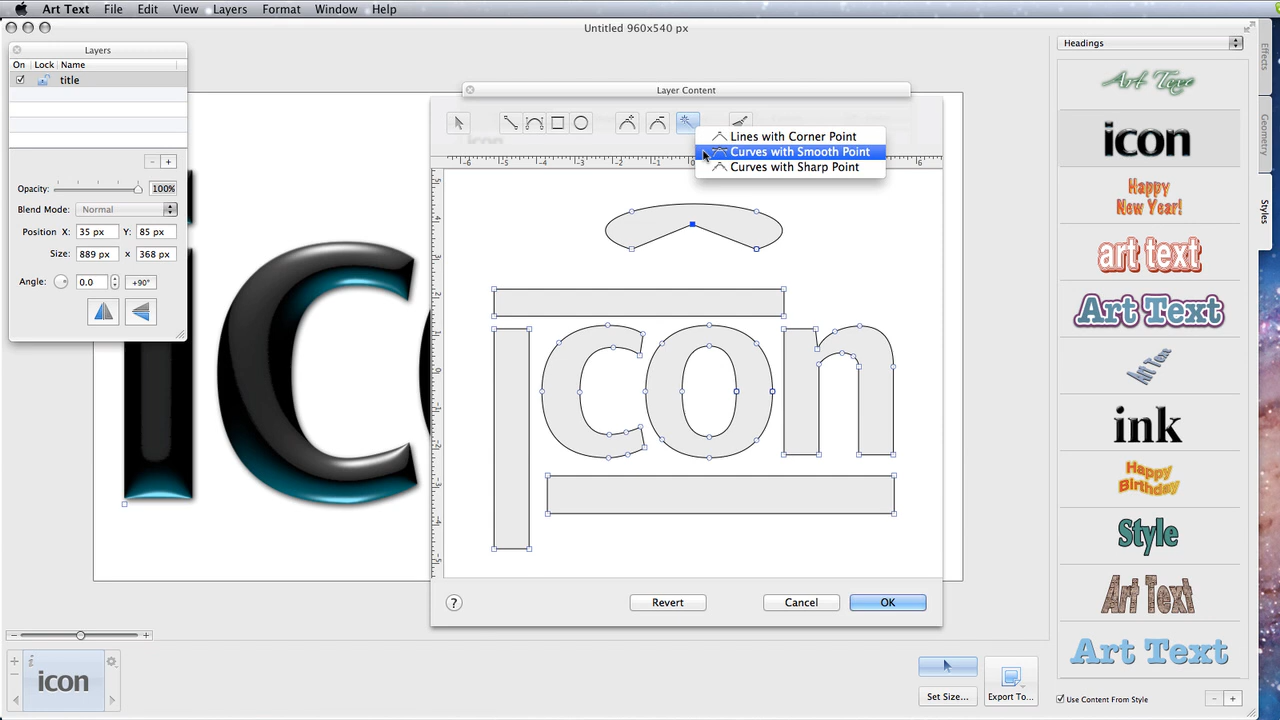 Art Text File Edit View Layers Format Window Help
Untitled 960x540 px
Layers
On Lock Name
title
Opacity: 100%
Blend Mode: Normal
Position X: 35 px Y: 85 px
Size: 889 px x 368 px
Angle: 0.0 +90°
icon
Layer Content
Lines with Corner Point
Curves with Smooth Point
Curves with Sharp Point
icon
? Revert Cancel OK
Headings
Art Text
icon
Happy
New Year!
art text
Art Text
Art Text
ink
Happy
Birthday
Style
Art Text
Art Text
Use Content From Style
Effects
Geometry
Styles
icon
Set Size...
Export To...